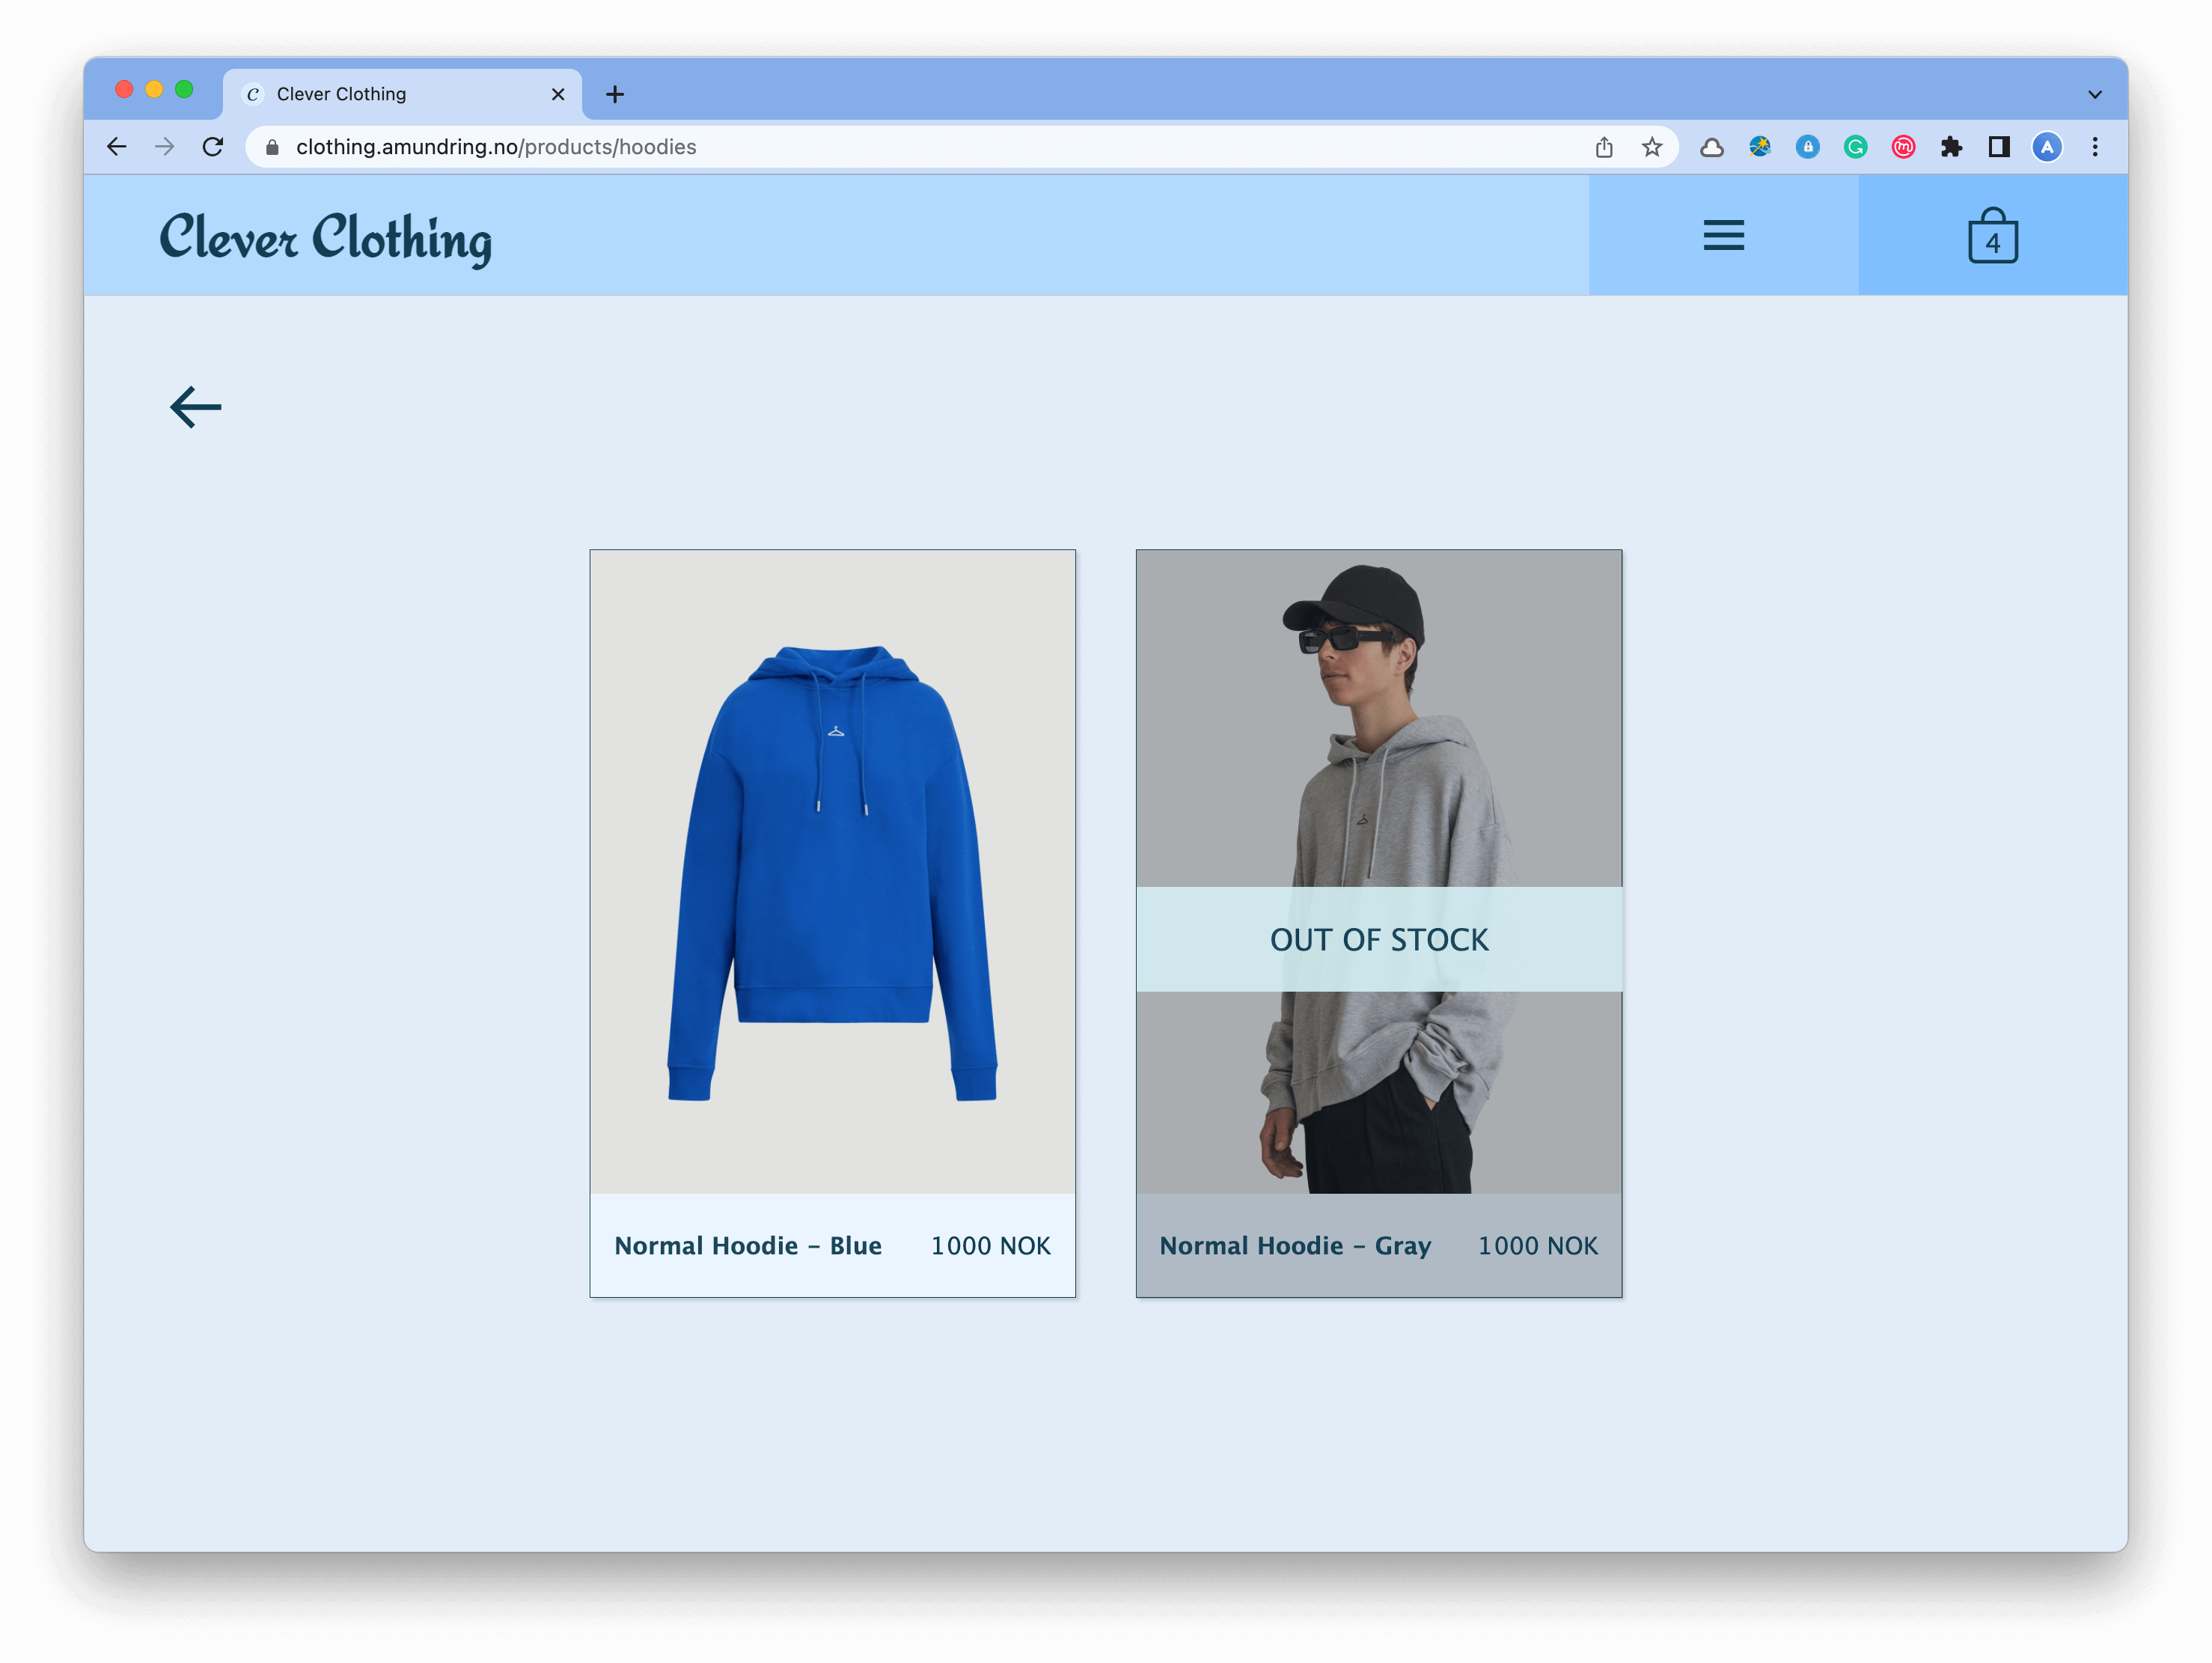 Clever Clothing
clothing.amundring.no/products/hoodies
A
Clever Clothing
4
OUT OF STOCK
Normal Hoodie – Blue 1000 NOK
Normal Hoodie – Gray 1000 NOK